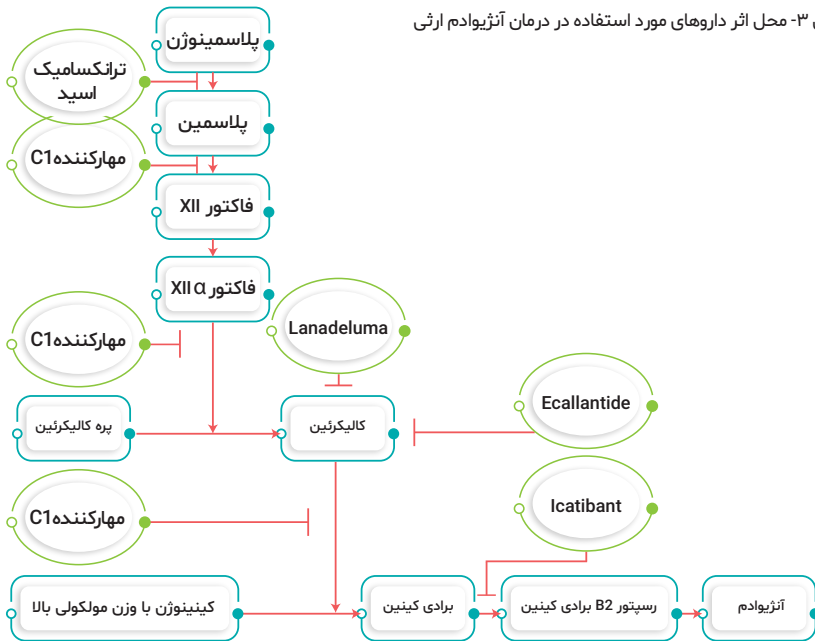 ۳- محل اثر داروهای مورد استفاده در درمان آنژیوادم ارثی
پلاسمینوژن
ترانکسامیک
اسید
پلاسمین
مهارکننده C1
فاکتور XII
فاکتور XII α
مهارکننده C1
Lanadeluma
Ecallantide
پره کالیکرئین
کالیکرئین
Icatibant
مهارکننده C1
کینینوژن با وزن مولکولی بالا
برادی کینین
رسپتور B2 برادی کینین
آنژیوادم